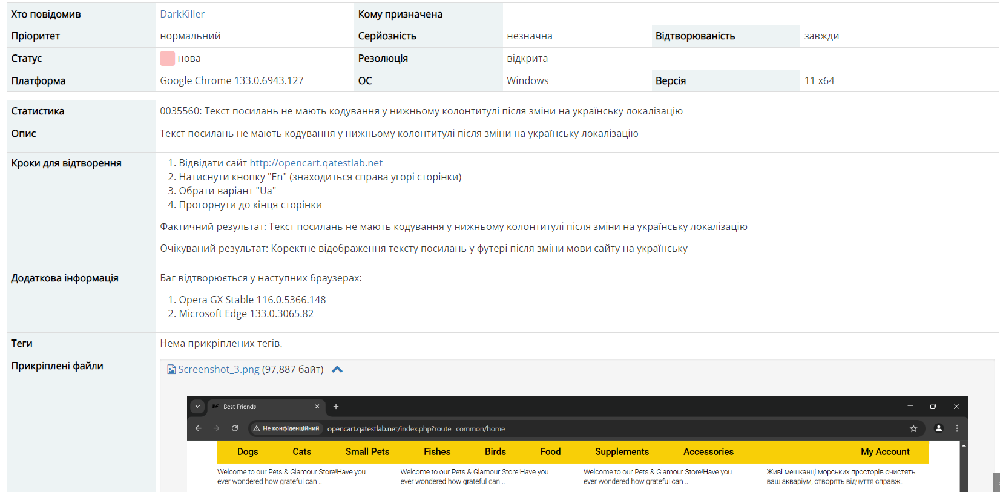 Хто повідомив DarkKiller Кому призначена
Пріоритет нормальний Серйозність незначна Відтворюваність завжди
Статус нова Резолюція відкрита
Платформа Google Chrome 133.0.6943.127 ОС Windows Версія 11 x64
Статистика 0035560: Текст посилань не мають кодування у нижньому колонтитулі після зміни на українську локалізацію
Опис Текст посилань не мають кодування у нижньому колонтитулі після зміни на українську локалізацію
Кроки для відтворення 1. Відвідати сайт http://opencart.qatestlab.net
2. Натиснути кнопку "En" (знаходиться справа угорі сторінки)
3. Обрати варіант "Ua"
4. Прогорнути до кінця сторінки
Фактичний результат: Текст посилань не мають кодування у нижньому колонтитулі після зміни на українську локалізацію
Очікуваний результат: Коректне відображення тексту посилань у футері після зміни мови сайту на українську
Додаткова інформація Баг відтворюється у наступних браузерах:
1. Opera GX Stable 116.0.5366.148
2. Microsoft Edge 133.0.3065.82
Теги Нема прикріплених тегів.
Прикріплені файли Screenshot_3.png (97,887 байт)
Best Friends
Не конфіденційний opencart.qatestlab.net/index.php?route=common/home
Dogs Cats Small Pets Fishes Birds Food Supplements Accessories My Account
Welcome to our Pets & Glamour Store!Have you Welcome to our Pets & Glamour Store!Have you Welcome to our Pets & Glamour Store!Have you Живі мешканці морських просторів очистять
ever wondered how grateful can .. ever wondered how grateful can .. ever wondered how grateful can .. ваш акваріум, створять відчуття справж..